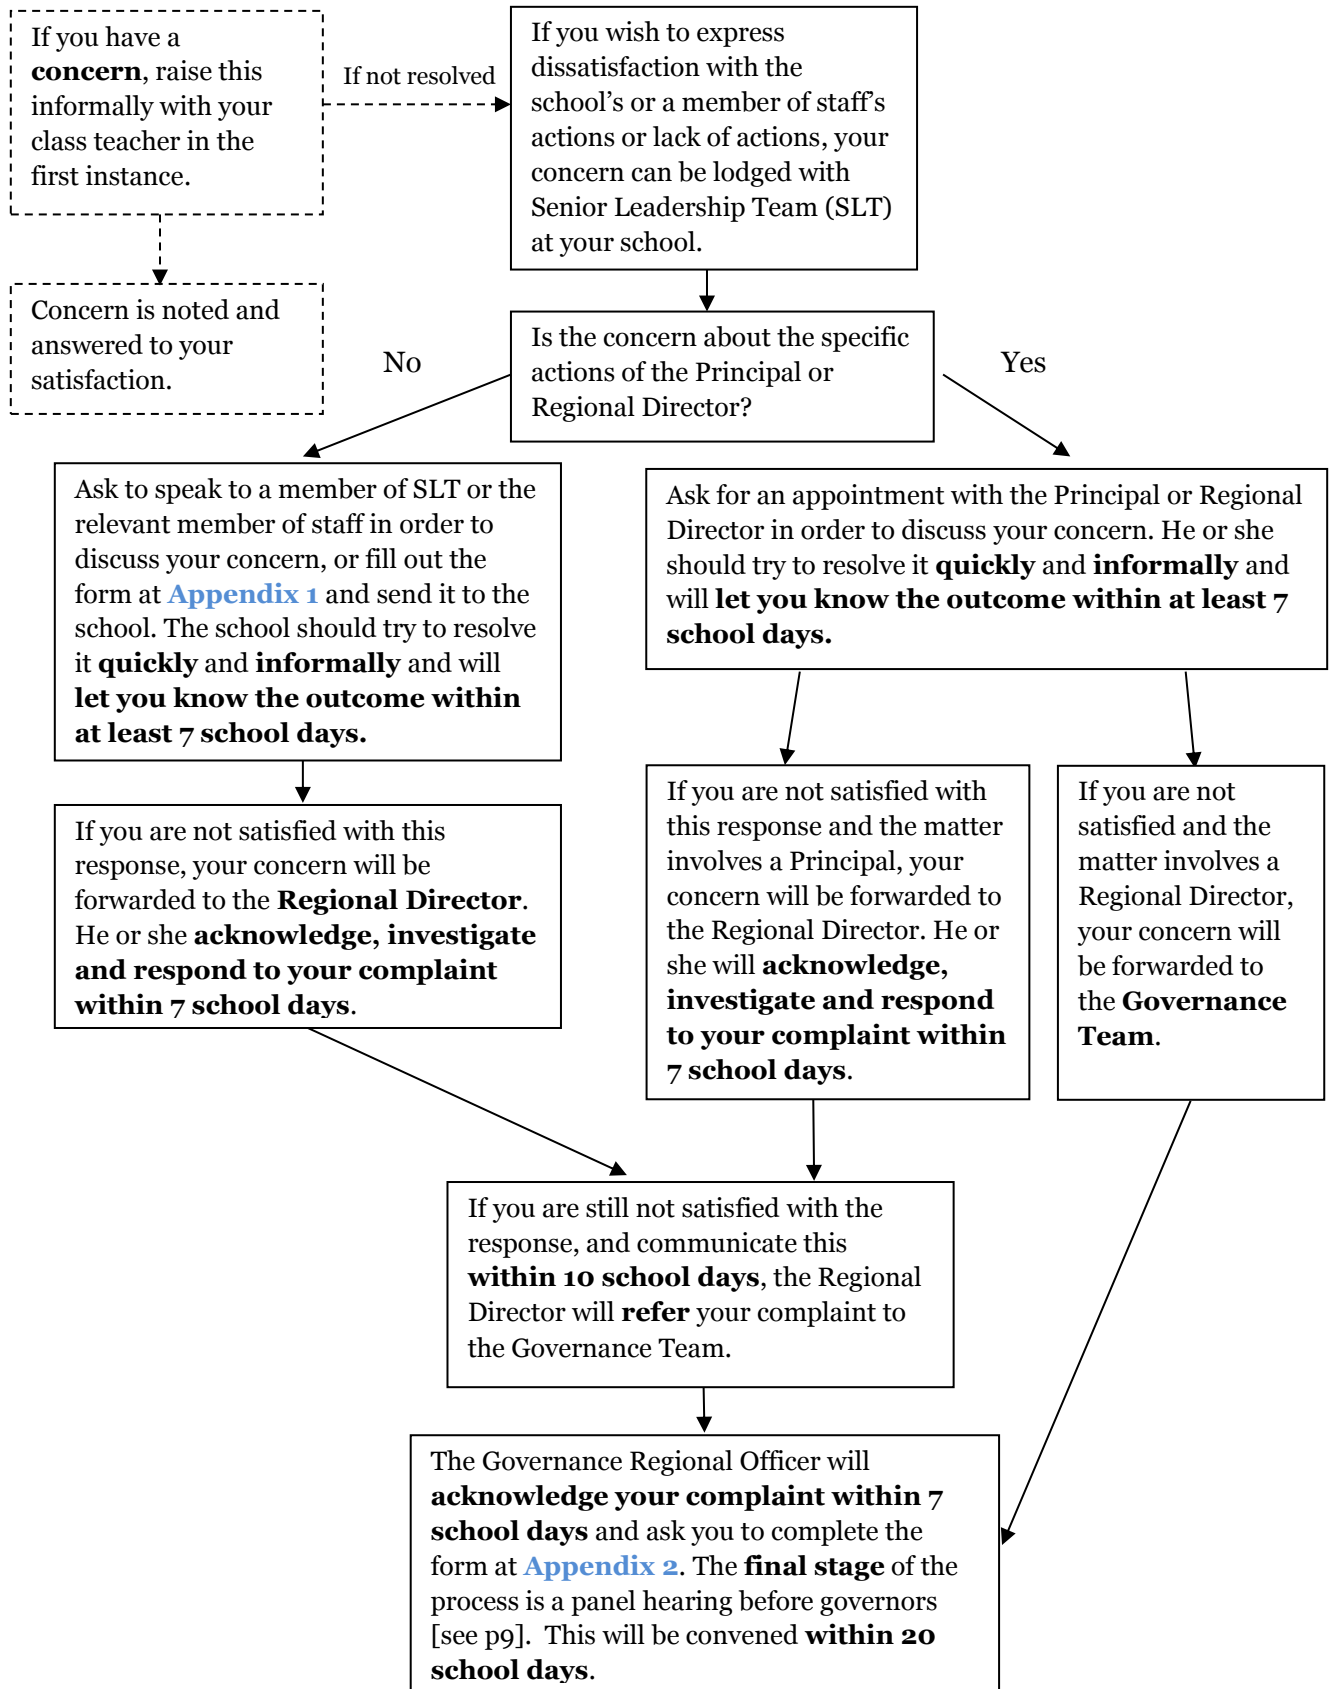 If you have a
concern, raise this
informally with your
class teacher in the
first instance.
If not resolved
If you wish to express
dissatisfaction with the
school’s or a member of staff’s
actions or lack of actions, your
concern can be lodged with
Senior Leadership Team (SLT)
at your school.
Concern is noted and
answered to your
satisfaction.
No
Is the concern about the specific
actions of the Principal or
Regional Director?
Yes
Ask to speak to a member of SLT or the
relevant member of staff in order to
discuss your concern, or fill out the
form at Appendix 1 and send it to the
school. The school should try to resolve
it quickly and informally and will
let you know the outcome within
at least 7 school days.
Ask for an appointment with the Principal or Regional
Director in order to discuss your concern. He or she
should try to resolve it quickly and informally and
will let you know the outcome within at least 7
school days.
If you are not satisfied with this
response, your concern will be
forwarded to the Regional Director.
He or she acknowledge, investigate
and respond to your complaint
within 7 school days.
If you are not satisfied with
this response and the matter
involves a Principal, your
concern will be forwarded to
the Regional Director. He or
she will acknowledge,
investigate and respond
to your complaint within
7 school days.
If you are not
satisfied and the
matter involves a
Regional Director,
your concern will
be forwarded to
the Governance
Team.
If you are still not satisfied with the
response, and communicate this
within 10 school days, the Regional
Director will refer your complaint to
the Governance Team.
The Governance Regional Officer will
acknowledge your complaint within 7
school days and ask you to complete the
form at Appendix 2. The final stage of the
process is a panel hearing before governors
[see p9].  This will be convened within 20
school days.